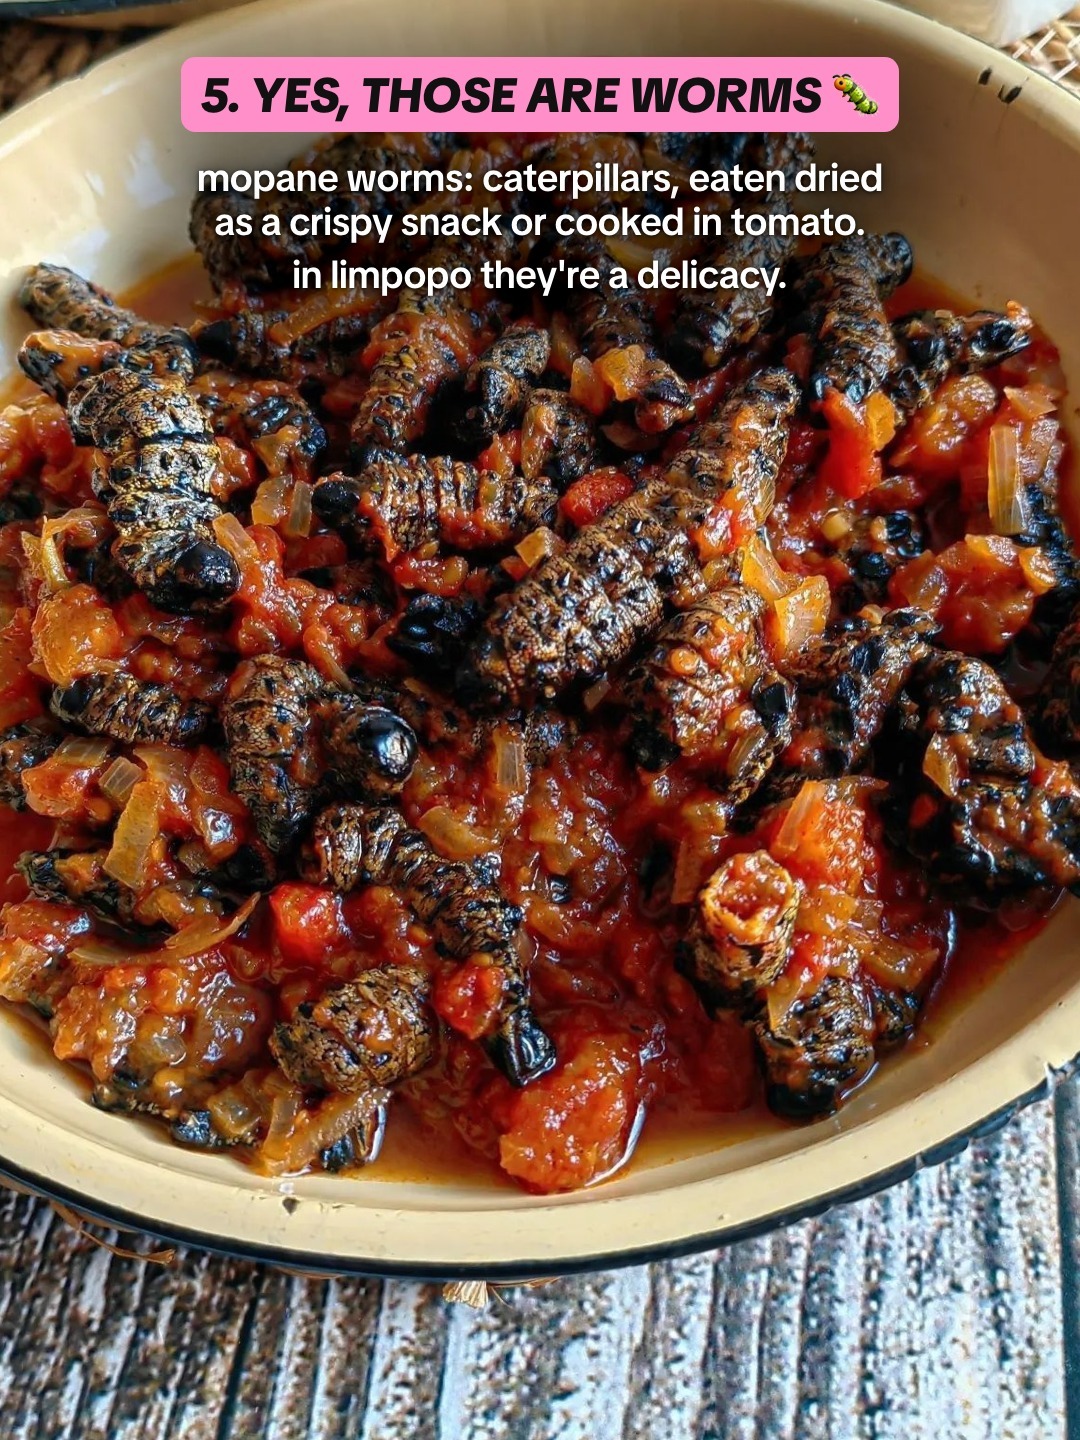 5. YES, THOSE ARE WORMS 🐛
mopane worms: caterpillars, eaten dried
as a crispy snack or cooked in tomato.
in limpopo they're a delicacy.